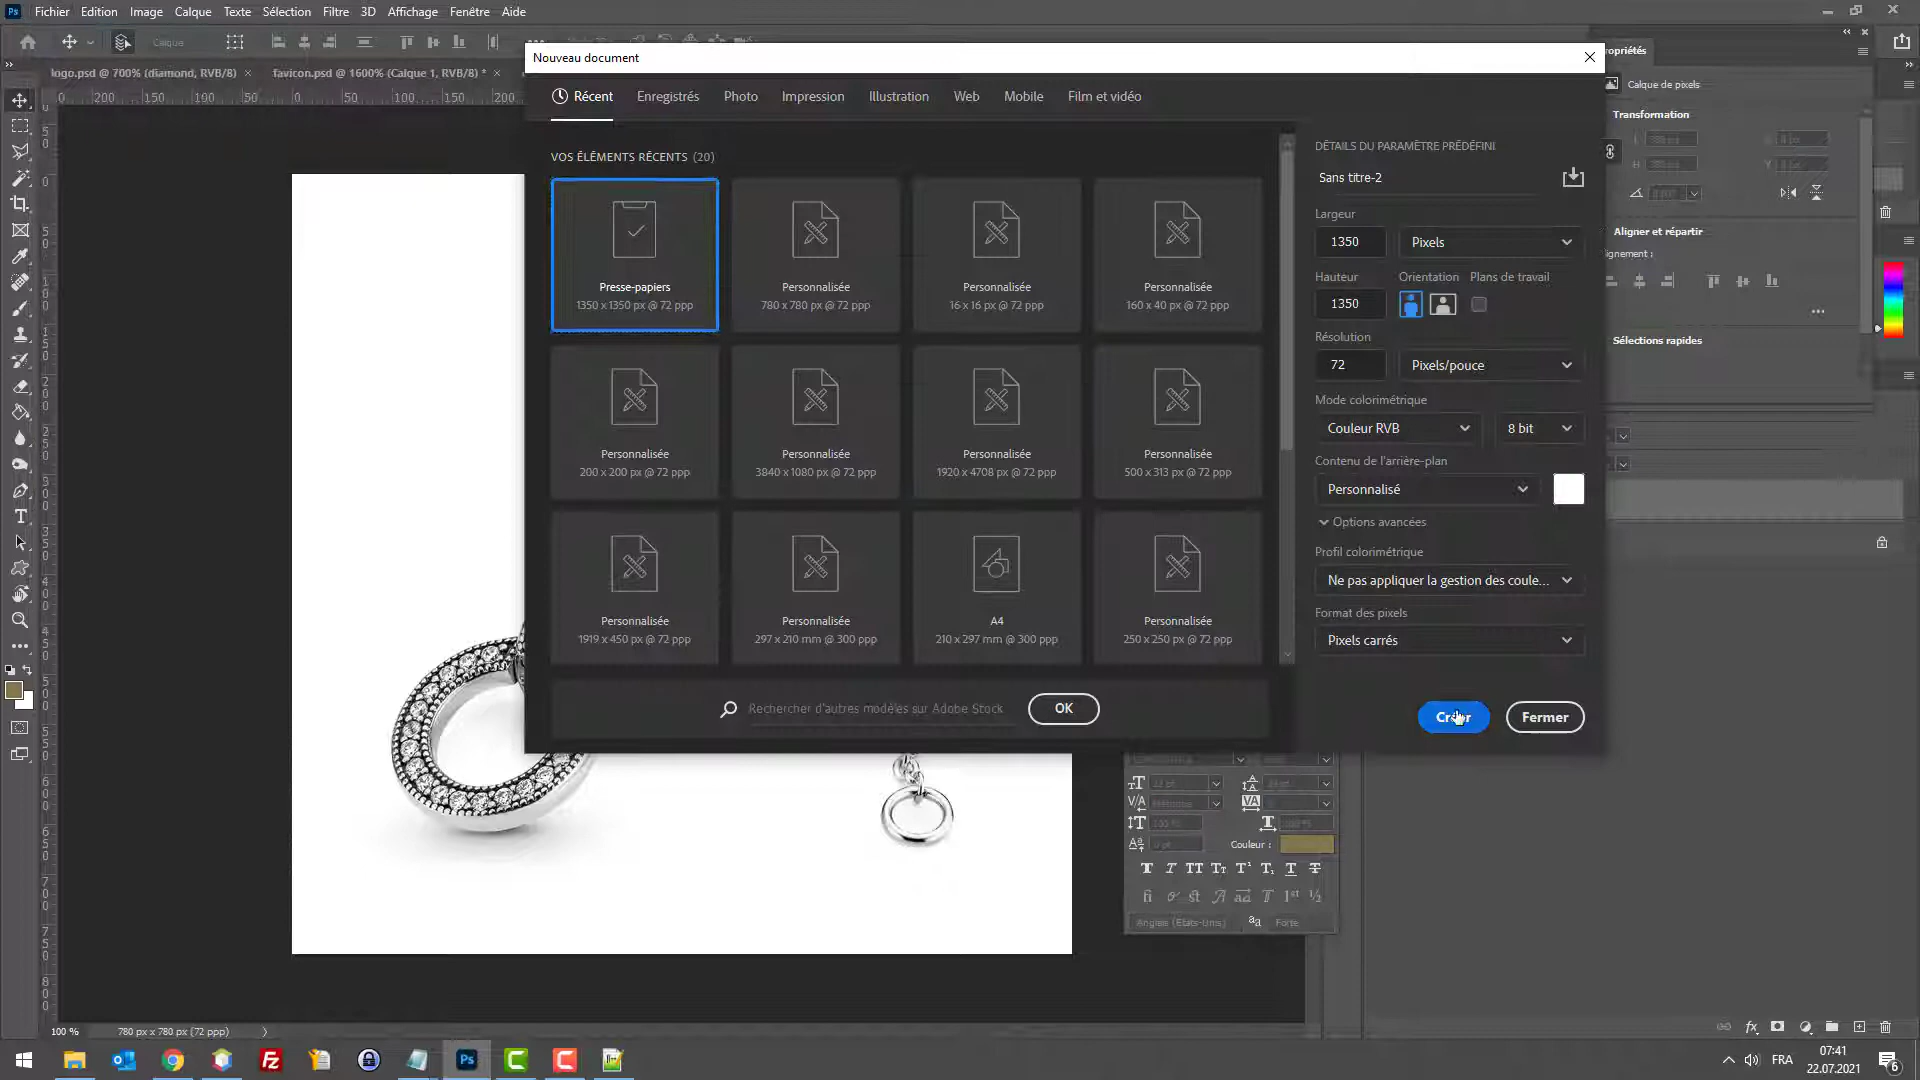 Fichier Edition Image Calque Texte Sélection Filtre 3D Affichage Fenêtre Aide
Calque
Nouveau document
logo.psd @ 700% (diamond, RVB/8) favicon.psd @ 1600% (Calque 1, RVB/8) *
Récent Enregistrés Photo Impression Illustration Web Mobile Film et vidéo
VOS ÉLÉMENTS RÉCENTS (20)
Presse-papiers
1350 x 1350 px @ 72 ppp
Personnalisée
780 x 780 px @ 72 ppp
Personnalisée
16 x 16 px @ 72 ppp
Personnalisée
160 x 40 px @ 72 ppp
Personnalisée
200 x 200 px @ 72 ppp
Personnalisée
3840 x 1080 px @ 72 ppp
Personnalisée
1920 x 4708 px @ 72 ppp
Personnalisée
500 x 313 px @ 72 ppp
Personnalisée
1919 x 450 px @ 72 ppp
Personnalisée
297 x 210 mm @ 300 ppp
A4
210 x 297 mm @ 300 ppp
Personnalisée
250 x 250 px @ 72 ppp
Rechercher d'autres modèles sur Adobe Stock OK
DÉTAILS DU PARAMÈTRE PRÉDÉFINI
Sans titre-2
Largeur
1350 Pixels
Hauteur Orientation Plans de travail
1350
Résolution
72 Pixels/pouce
Mode colorimétrique
Couleur RVB 8 bit
Contenu de l'arrière-plan
Personnalisé
Options avancées
Profil colorimétrique
Ne pas appliquer la gestion des coule...
Format des pixels
Pixels carrés
Créer Fermer
ropriétés
Calque de pixels
Transformation
Aligner et répartir
ignement :
Sélections rapides
Couleur :
Anglais (Etats-Unis) Forte
100 % 780 px x 780 px (72 ppp)
FRA
07:41
22.07.2021
6